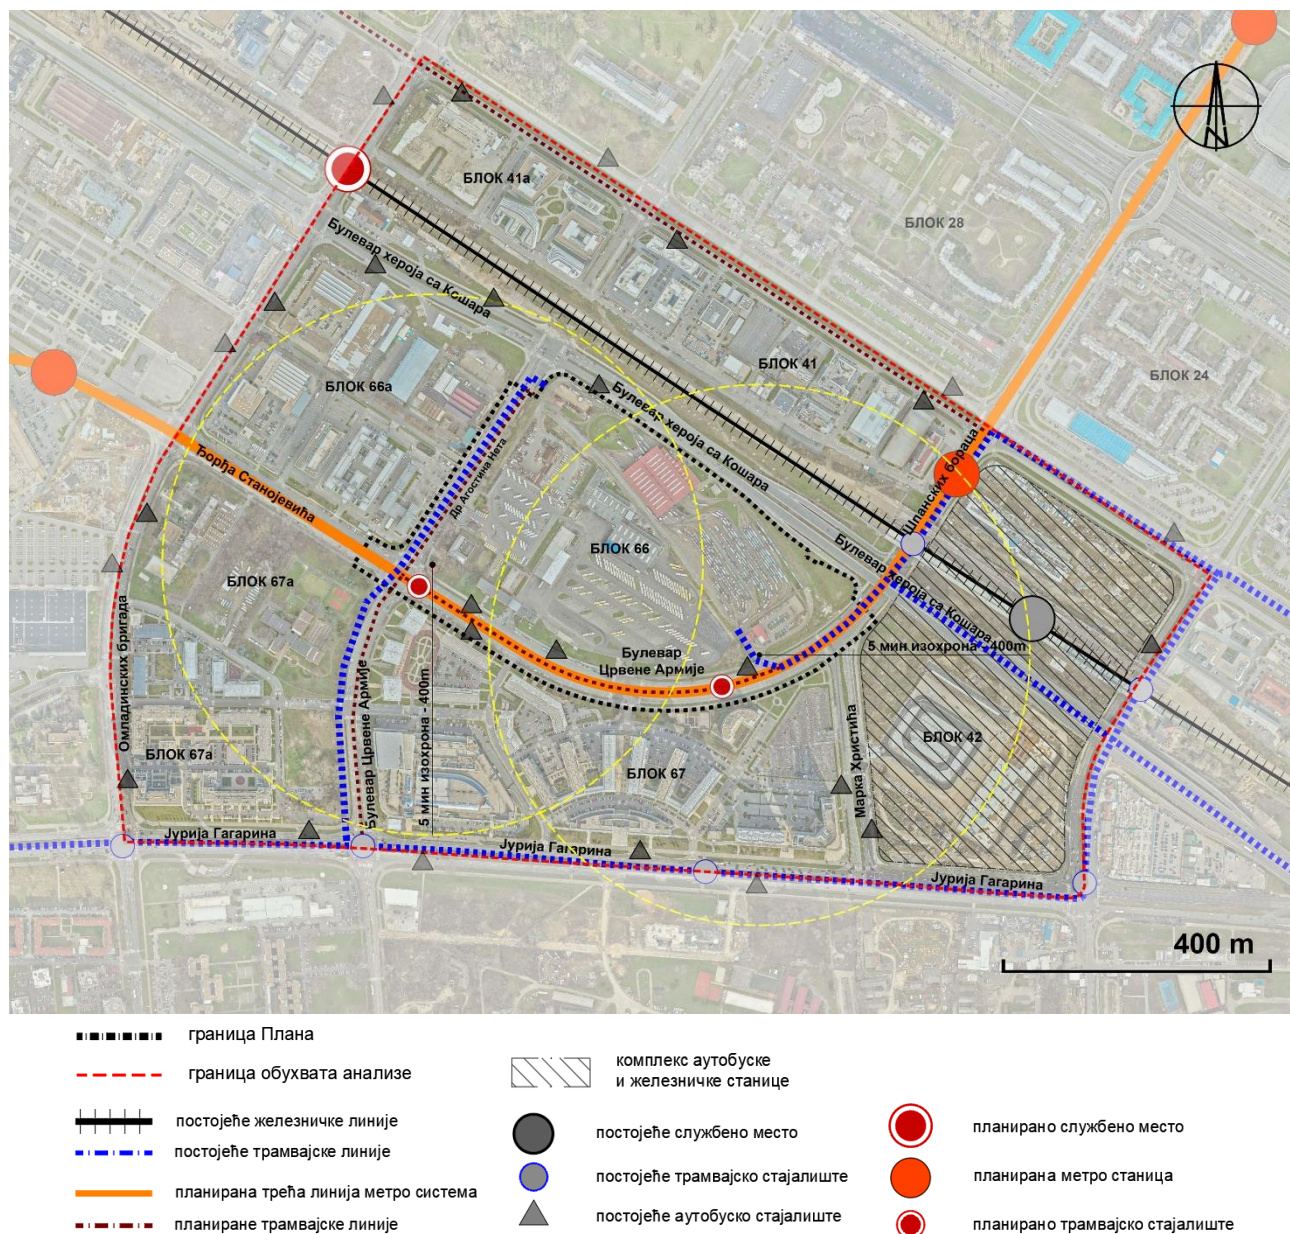 БЛОК 41а
БЛОК 28
Булевар хероја са Кошара
БЛОК 41
БЛОК 24
БЛОК 66а
Булевар хероја са Кошара
Шпанских бораца
Ђорђа Станојевића
Др Агостина Нета
БЛОК 66
Булевар хероја са Кошара
БЛОК 67а
Булевар
Црвене Армије
5 мин изохрона - 400m
Омладинских бригада
Булевар Црвене Армије
5 мин изохрона - 400m
Марка Христића
БЛОК 42
БЛОК 67а
БЛОК 67
Јурија Гагарина
Јурија Гагарина
Јурија Гагарина
400 m
граница Плана
граница обухвата анализе
постојеће железничке линије
постојеће трамвајске линије
планирана трећа линија метро система
планиране трамвајске линије
комплекс аутобуске
и железничке станице
постојеће службено место
постојеће трамвајско стајалиште
постојеће аутобуско стајалиште
планирано службено место
планирана метро станица
планирано трамвајско стајалиште